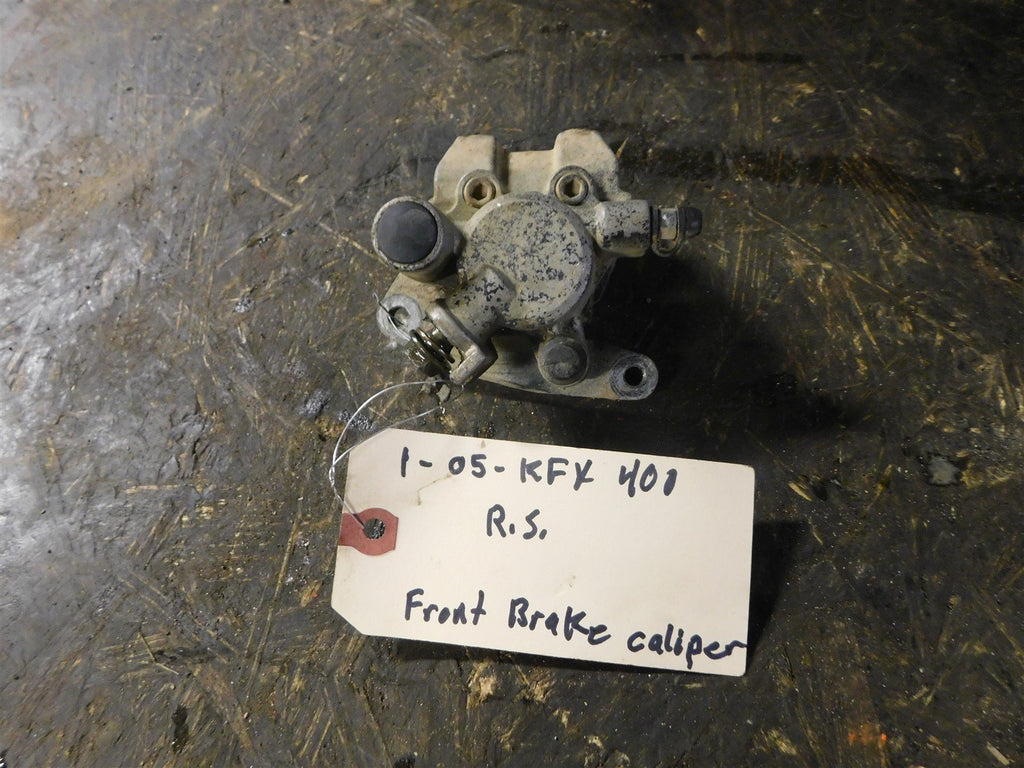 1-05-KFX 400
R.S.
Front Brake caliper